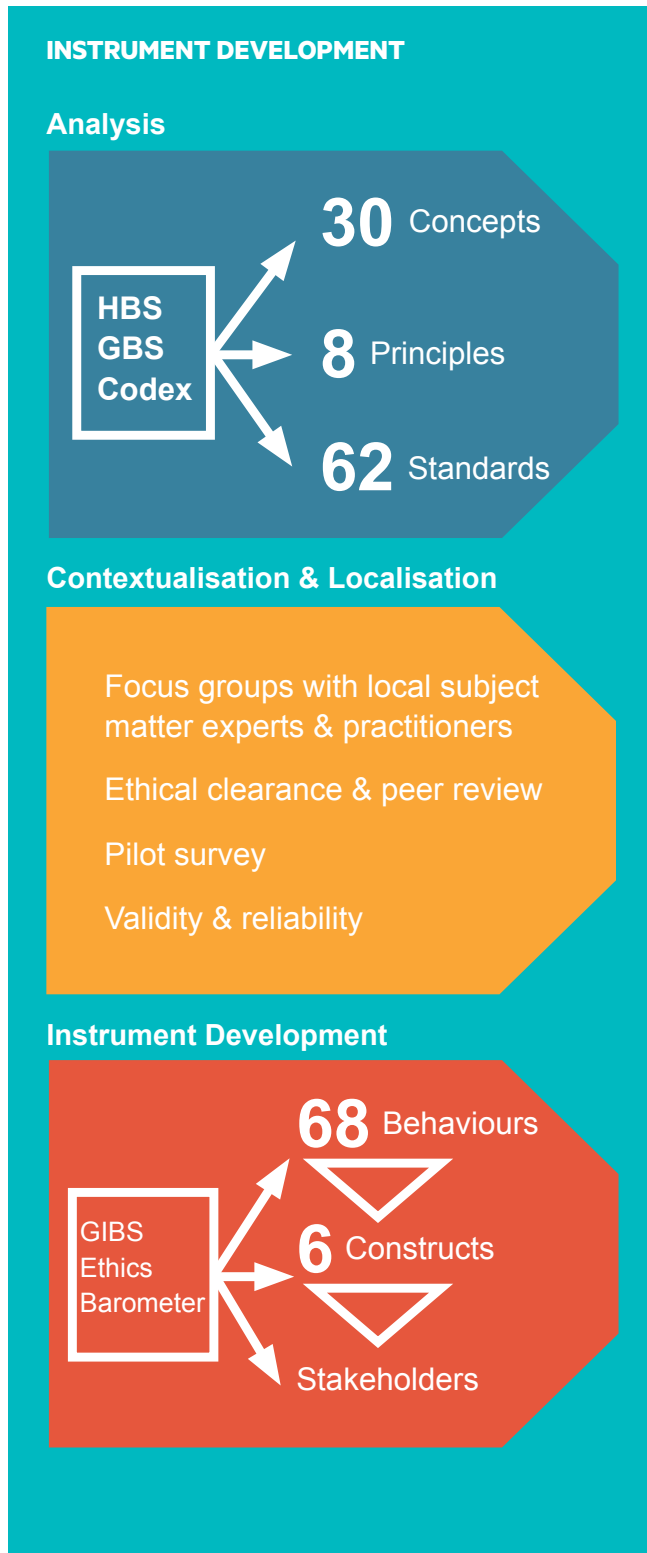 INSTRUMENT DEVELOPMENT
Analysis
HBS
GBS
Codex
30 Concepts
8 Principles
62 Standards
Contextualisation & Localisation
Focus groups with local subject
matter experts & practitioners
Ethical clearance & peer review
Pilot survey
Validity & reliability
Instrument Development
GIBS
Ethics
Barometer
68 Behaviours
6 Constructs
Stakeholders